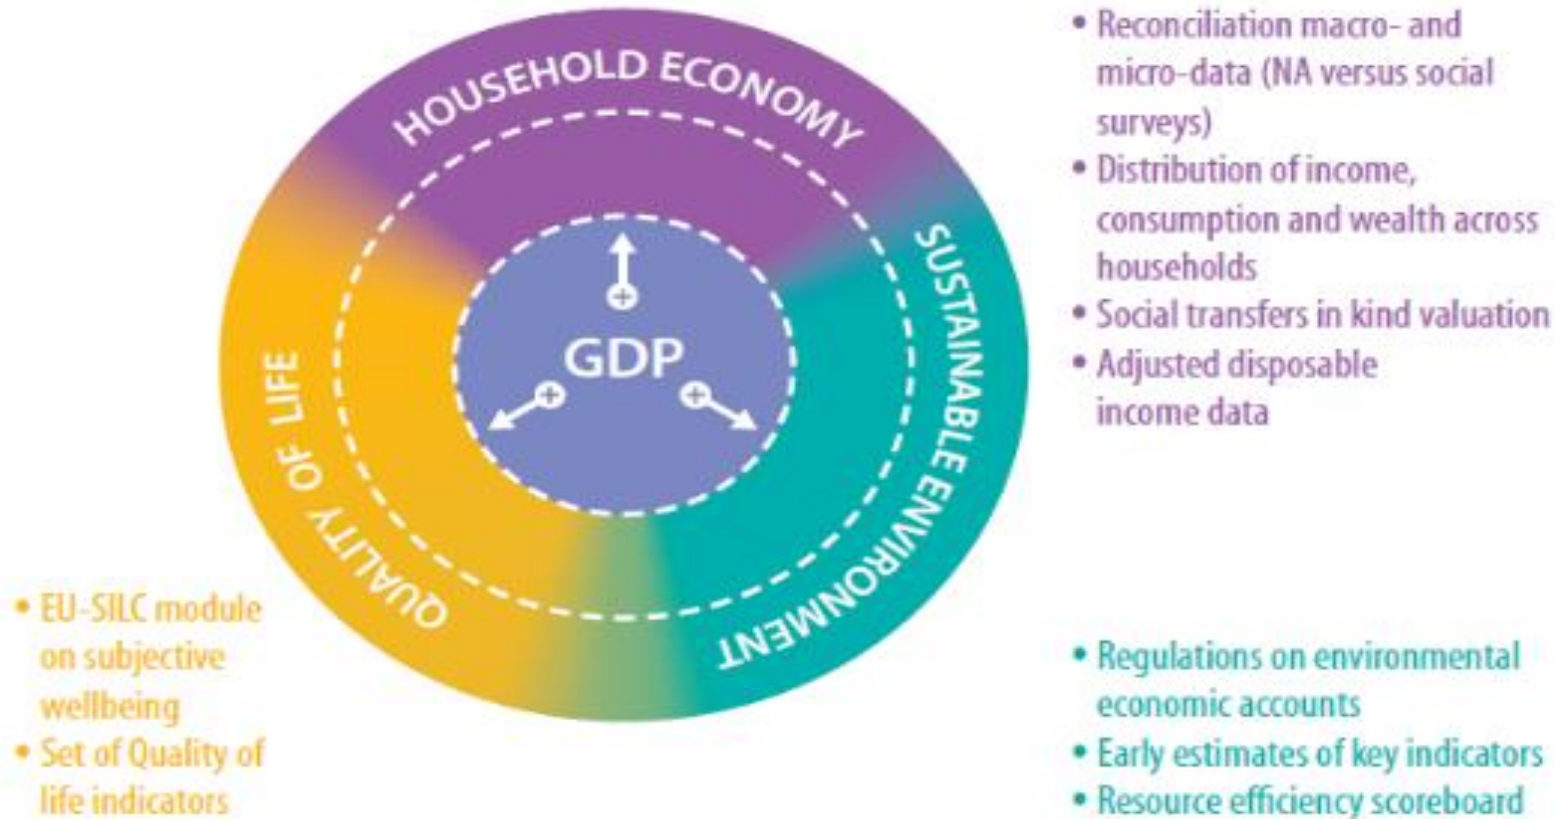 HOUSEHOLD ECONOMY
SUSTAINABLE ENVIRONMENT
QUALITY OF LIFE
GDP
• Reconciliation macro- and
micro-data (NA versus social
surveys)
• Distribution of income,
consumption and wealth across
households
• Social transfers in kind valuation
• Adjusted disposable
income data
• EU-SILC module
on subjective
wellbeing
• Set of Quality of
life indicators
• Regulations on environmental
economic accounts
• Early estimates of key indicators
• Resource efficiency scoreboard